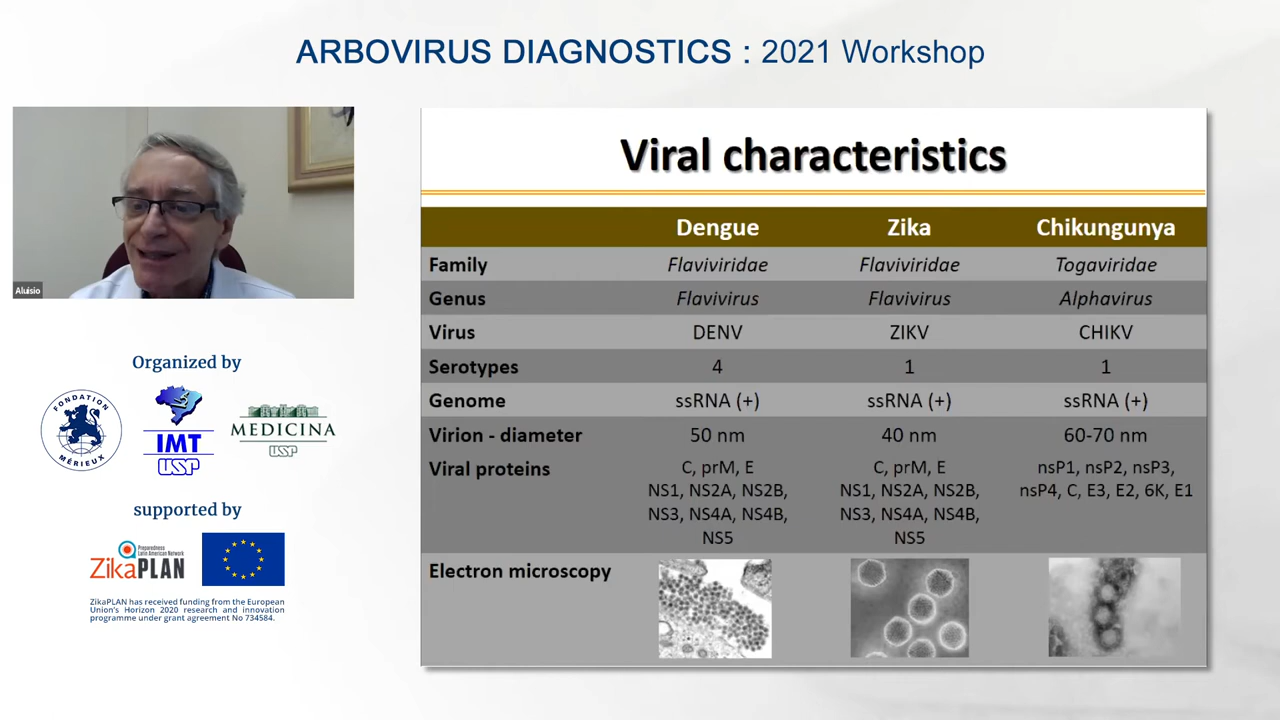 ARBOVIRUS DIAGNOSTICS : 2021 Workshop
Aluisio
Organized by
FONDATION MÉRIEUX
IMT
USP
MEDICINA
USP
supported by
Preparedness
Latin American Network
ZikaPLAN
ZikaPLAN has received funding from the European
Union's Horizon 2020 research and innovation
programme under grant agreement No 734584.
Viral characteristics
Dengue Zika Chikungunya
Family Flaviviridae Flaviviridae Togaviridae
Genus Flavivirus Flavivirus Alphavirus
Virus DENV ZIKV CHIKV
Serotypes 4 1 1
Genome ssRNA (+) ssRNA (+) ssRNA (+)
Virion - diameter 50 nm 40 nm 60-70 nm
Viral proteins C, prM, E C, prM, E nsP1, nsP2, nsP3,
NS1, NS2A, NS2B, NS1, NS2A, NS2B, nsP4, C, E3, E2, 6K, E1
NS3, NS4A, NS4B, NS3, NS4A, NS4B,
NS5 NS5
Electron microscopy